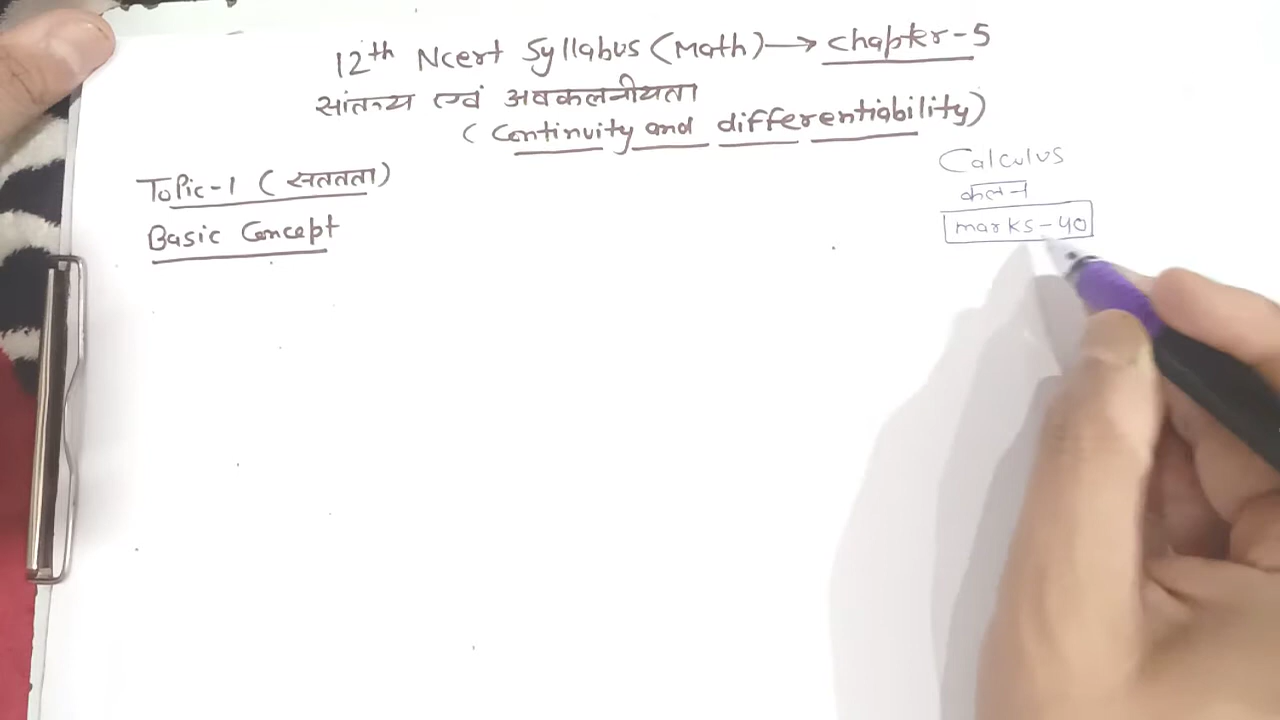 12th Ncert Syllabus (Math) → Chapter-5
सांतत्य एवं अवकलनीयता
(Continuity and differentiability)
Calculus
कलन
marks-40
Topic-1 (सततता)
Basic Concept